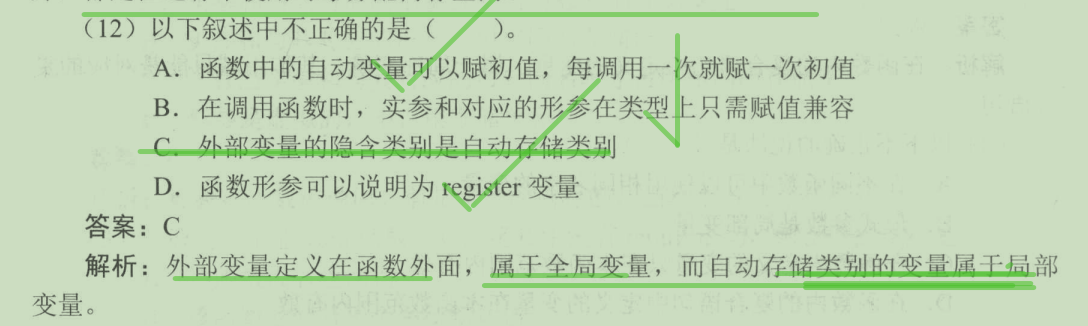 （12）以下叙述中不正确的是（  ）。
A．函数中的自动变量可以赋初值，每调用一次就赋一次初值
B．在调用函数时，实参和对应的形参在类型上只需赋值兼容
C．外部变量的隐含类别是自动存储类别
D．函数形参可以说明为 register 变量
答案：C
解析：外部变量定义在函数外面，属于全局变量，而自动存储类别的变量属于局部
变量。